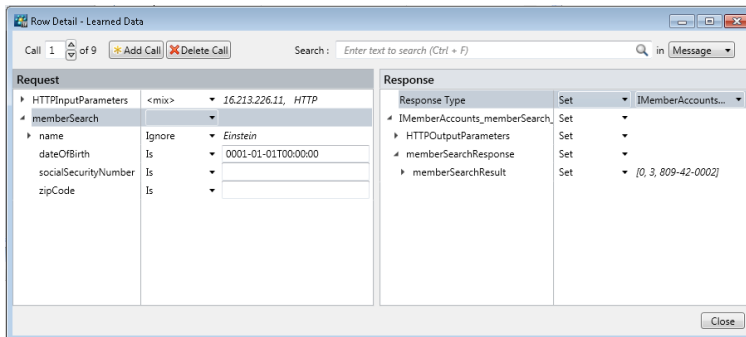 Row Detail - Learned Data
Call 1 of 9 Add Call Delete Call Search : Enter text to search (Ctrl + F) in Message
Request
HTTPInputParameters <mix> 16.213.226.11, HTTP
memberSearch
name Ignore Einstein
dateOfBirth Is 0001-01-01T00:00:00
socialSecurityNumber Is
zipCode Is
Response
Response Type Set IMemberAccounts...
IMemberAccounts_memberSearch_ Set
HTTPOutputParameters Set
memberSearchResponse Set
memberSearchResult Set [0, 3, 809-42-0002]
Close